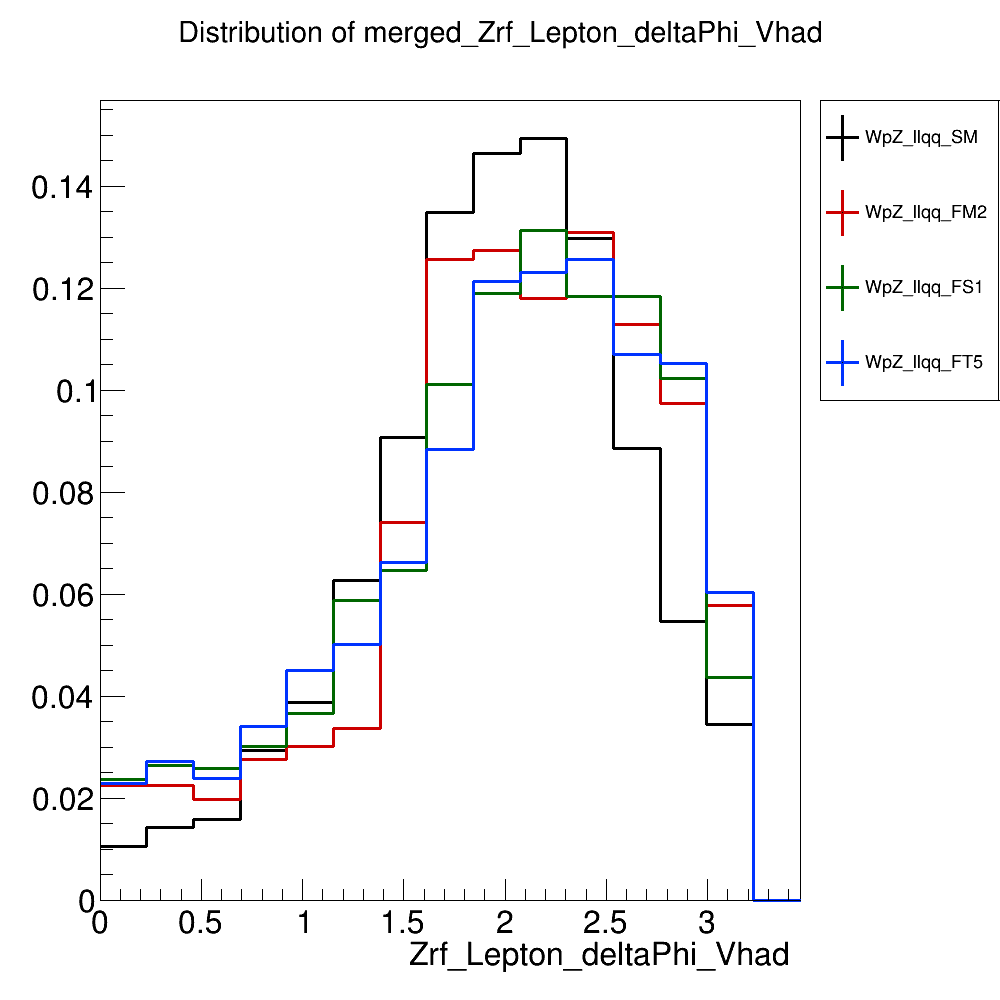 Distribution of merged_Zrf_Lepton_deltaPhi_Vhad
WpZ_llqq_SM
WpZ_llqq_FM2
WpZ_llqq_FS1
WpZ_llqq_FT5
0.14
0.12
0.1
0.08
0.06
0.04
0.02
0
0 0.5 1 1.5 2 2.5 3
Zrf_Lepton_deltaPhi_Vhad